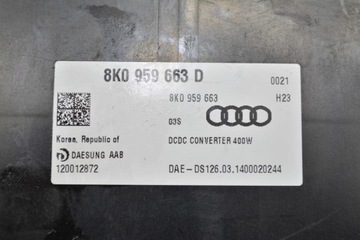 8K0 959 663 D
0021
8K0 959 663
H23
03S
Korea, Republic of
DCDC CONVERTER 400W
DAESUNG AAB
120012872
DAE-DS126.03.1400020244